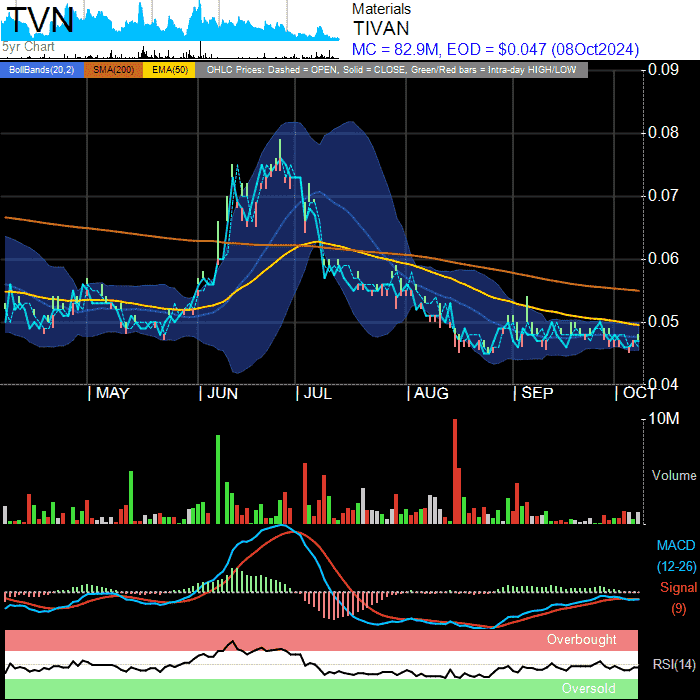 TVN
5yr Chart
Materials
TIVAN
MC = 82.9M, EOD = $0.047 (08Oct2024)
BollBands(20,2) SMA(200) EMA(50) OHLC Prices: Dashed = OPEN, Solid = CLOSE, Green/Red bars = Intra-day HIGH/LOW
0.09
0.08
0.07
0.06
0.05
0.04
| MAY | JUN | JUL | AUG | SEP | OCT
10M
Volume
MACD
(12-26)
Signal
(9)
Overbought
RSI(14)
Oversold